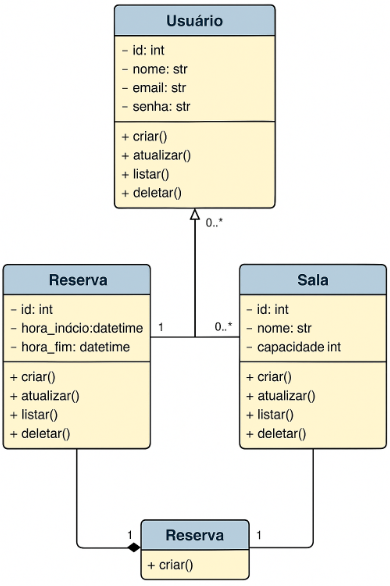 Usuário
– id: int
– nome: str
– email: str
– senha: str
+ criar()
+ atualizar()
+ listar()
+ deletar()
0..*
Reserva
– id: int
– hora_inócio:datetime
– hora_fim: datetime
+ criar()
+ atualizar()
+ listar()
+ deletar()
1
0..*
Sala
– id: int
– nome: str
– capacidade int
+ criar()
+ atualizar()
+ listar()
+ deletar()
1
Reserva
1
+ criar()